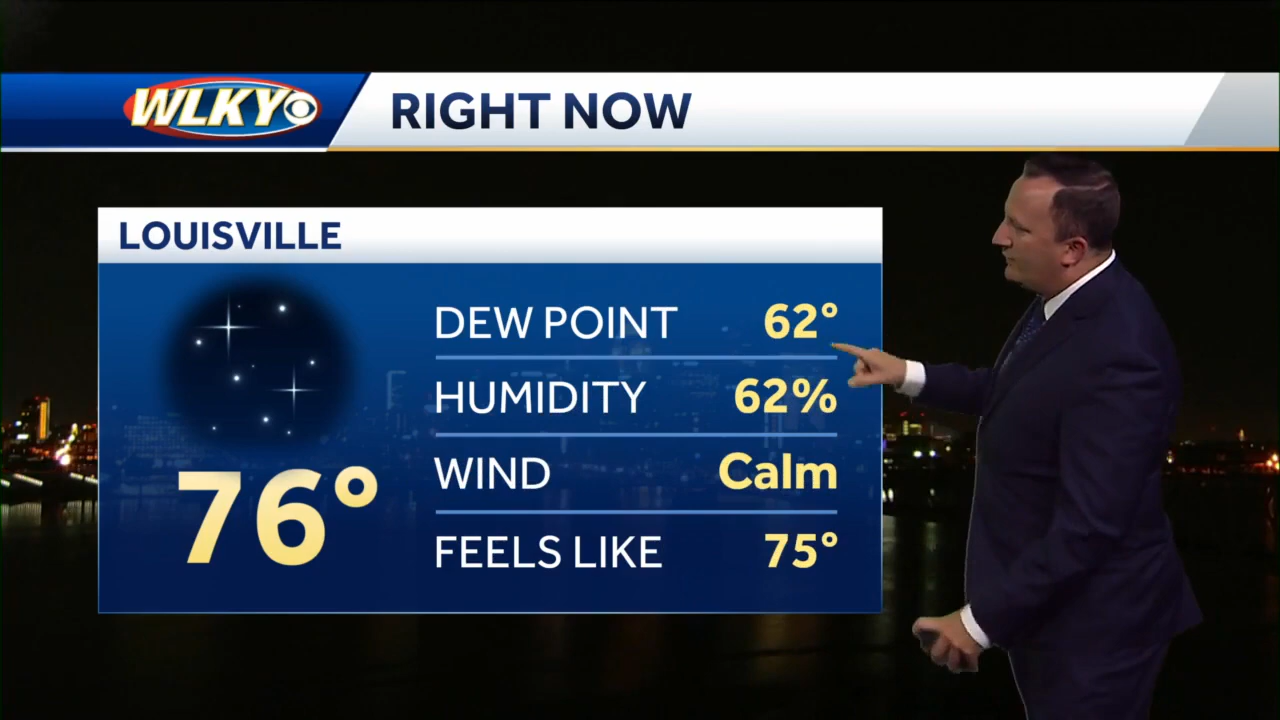 WLKY
RIGHT NOW
LOUISVILLE
76°
DEW POINT 62°
HUMIDITY 62%
WIND Calm
FEELS LIKE 75°